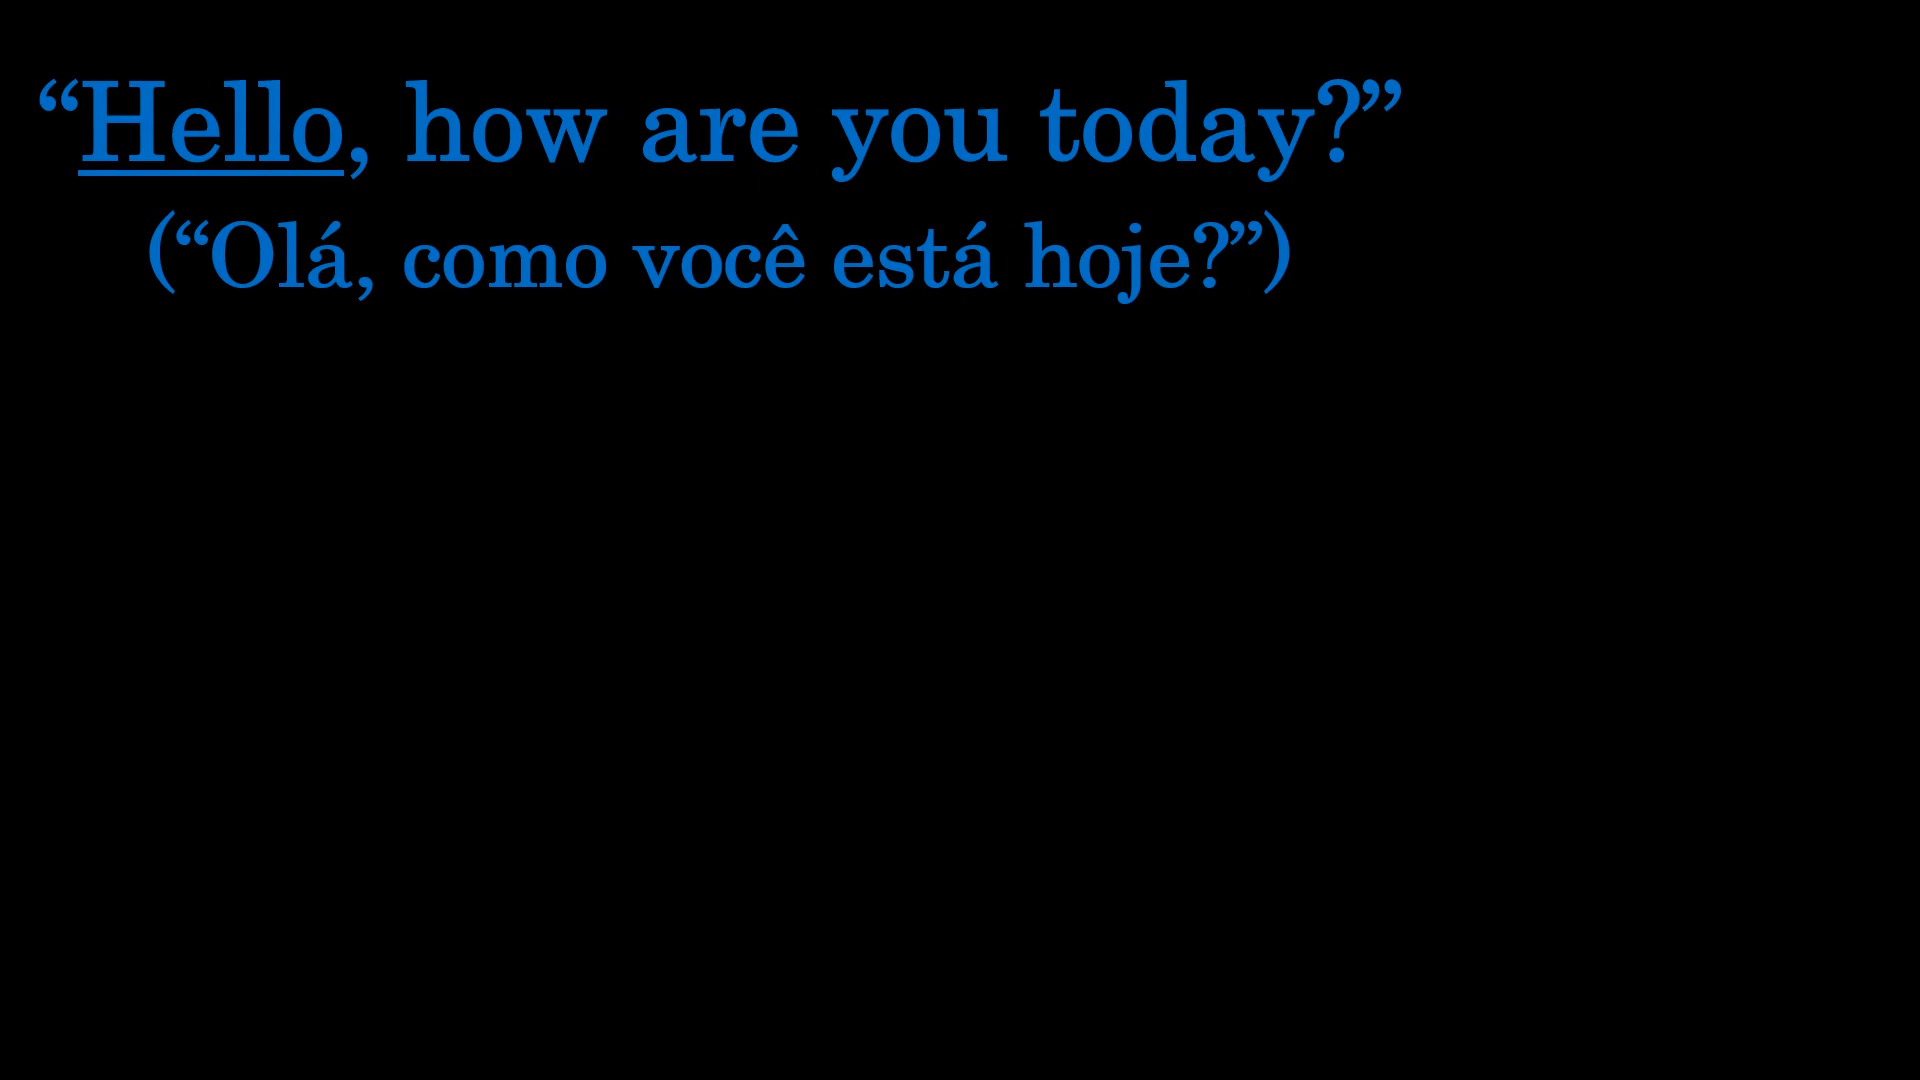 “Hello, how are you today?”
(“Olá, como você está hoje?”)